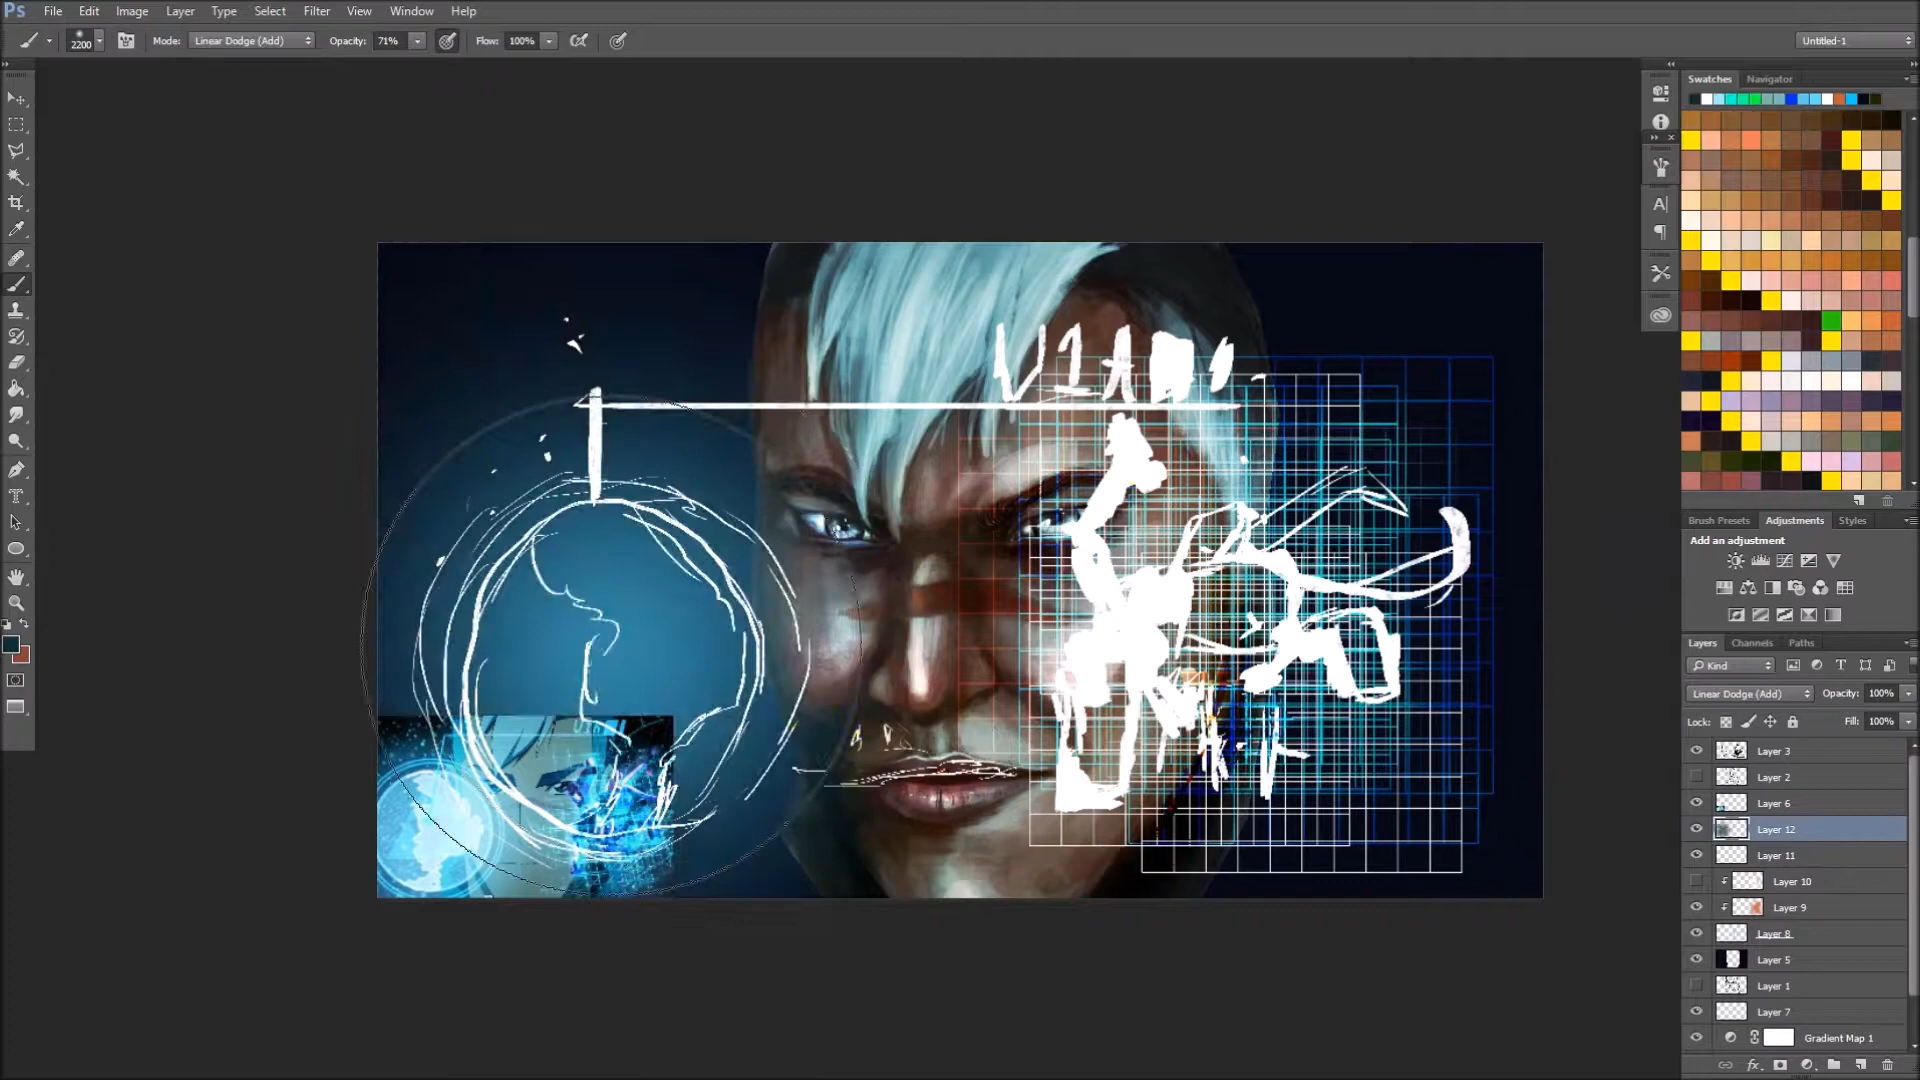 Ps File Edit Image Layer Type Select Filter View Window Help
2200 Mode: Linear Dodge (Add) Opacity: 71% Flow: 100% Untitled-1
Swatches Navigator
Brush Presets Adjustments Styles
Add an adjustment
Layers Channels Paths
Kind
Linear Dodge (Add) Opacity: 100%
Lock: Fill: 100%
Layer 3
Layer 2
Layer 6
Layer 12
Layer 11
Layer 10
Layer 9
Layer 8
Layer 5
Layer 1
Layer 7
Gradient Map 1